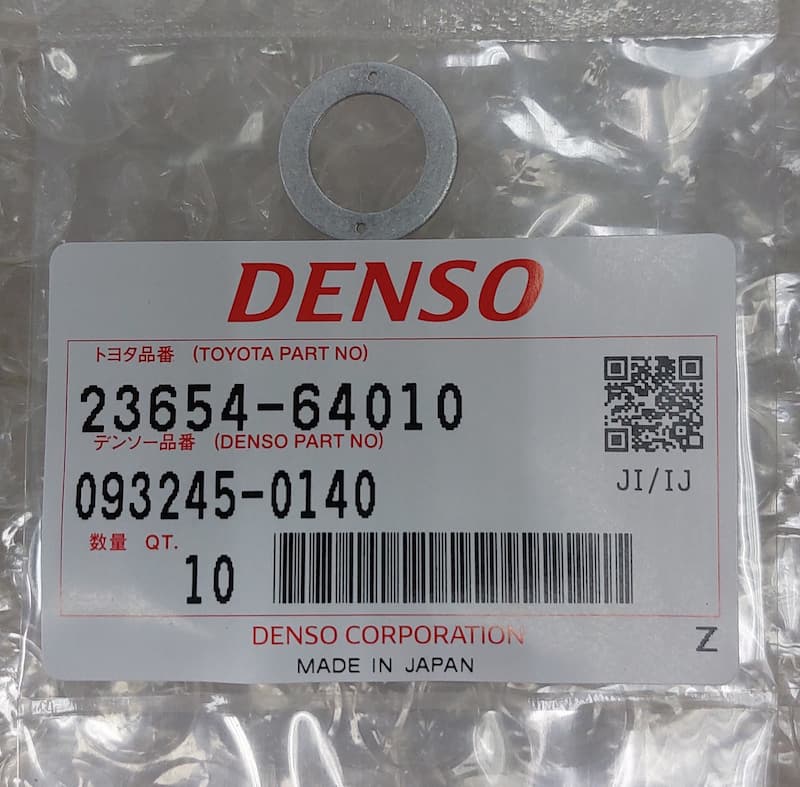 DENSO
トヨタ品番 (TOYOTA PART NO)
23654-64010
デンソー品番 (DENSO PART NO)
093245-0140
JI/IJ
数量 QT.
10
DENSO CORPORATION
MADE IN JAPAN
Z